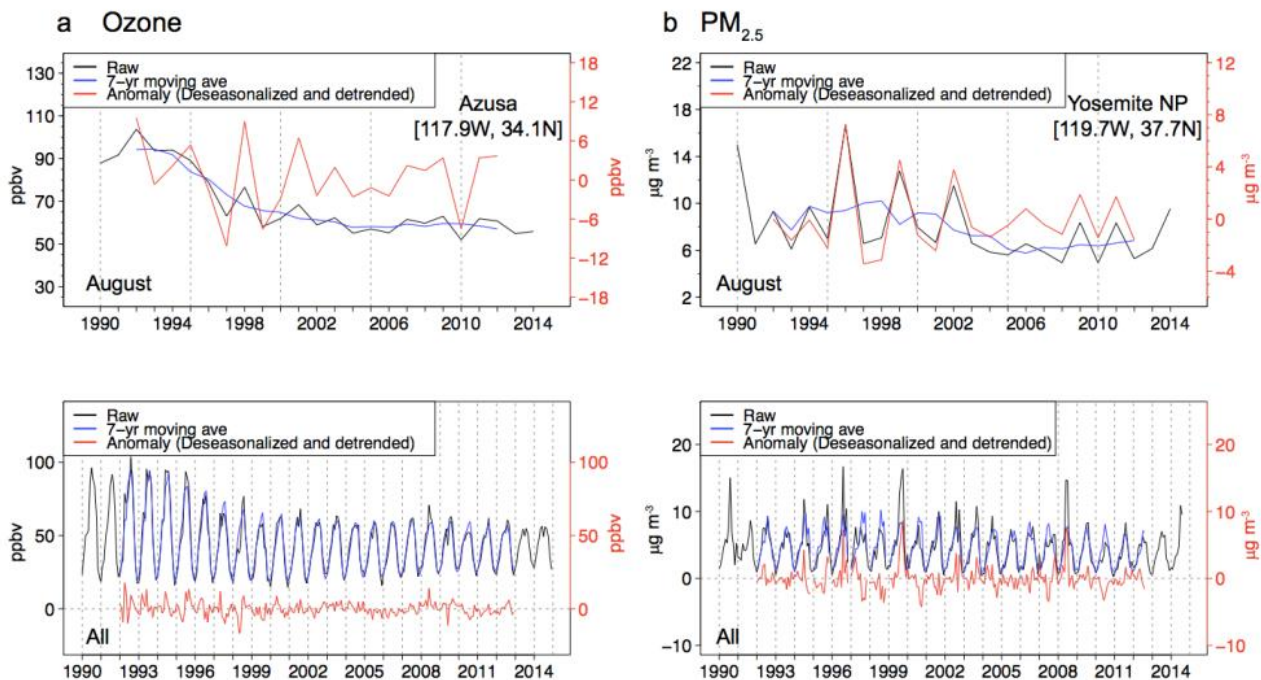 a Ozone
b PM2.5
Raw
7-yr moving ave
Anomaly (Deseasonalized and detrended)
Azusa
[117.9W, 34.1N]
August
ppbv
130
110
90
70
50
30
18
12
6
0
−6
−12
−18
ppbv
1990 1994 1998 2002 2006 2010 2014
Raw
7-yr moving ave
Anomaly (Deseasonalized and detrended)
Yosemite NP
[119.7W, 37.7N]
August
µg m-3
22
18
14
10
6
2
12
8
4
0
−4
µg m-3
1990 1994 1998 2002 2006 2010 2014
Raw
7-yr moving ave
Anomaly (Deseasonalized and detrended)
All
ppbv
100
50
0
100
50
0
ppbv
1990 1993 1996 1999 2002 2005 2008 2011 2014
Raw
7-yr moving ave
Anomaly (Deseasonalized and detrended)
All
µg m-3
20
10
0
−10
20
10
0
−10
µg m-3
1990 1993 1996 1999 2002 2005 2008 2011 2014